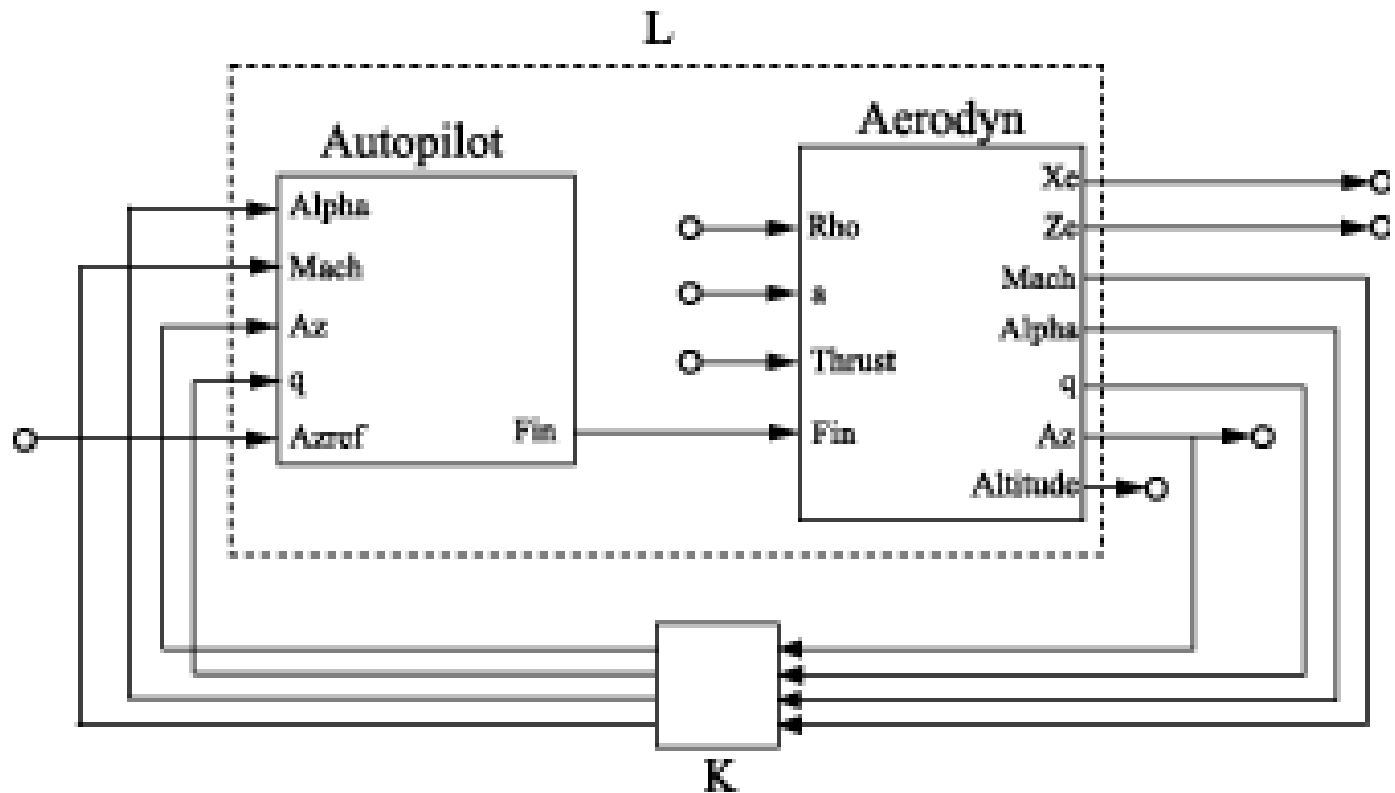 L
Autopilot
Aerodyn
Alpha
Mach
Az
q
Azref
Fin
Rho
a
Thrust
Fin
Xe
Ze
Mach
Alpha
q
Az
Altitude
K